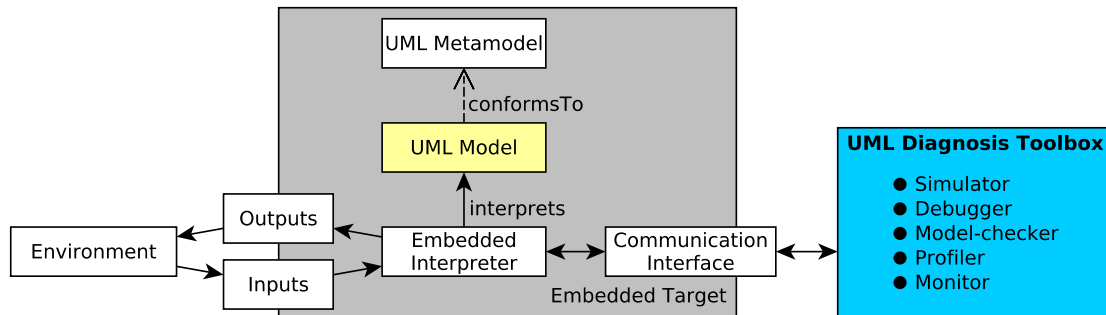 UML Metamodel
conformsTo
UML Model
interprets
Environment
Outputs
Inputs
Embedded
Interpreter
Communication
Interface
Embedded Target
UML Diagnosis Toolbox
● Simulator
● Debugger
● Model-checker
● Profiler
● Monitor